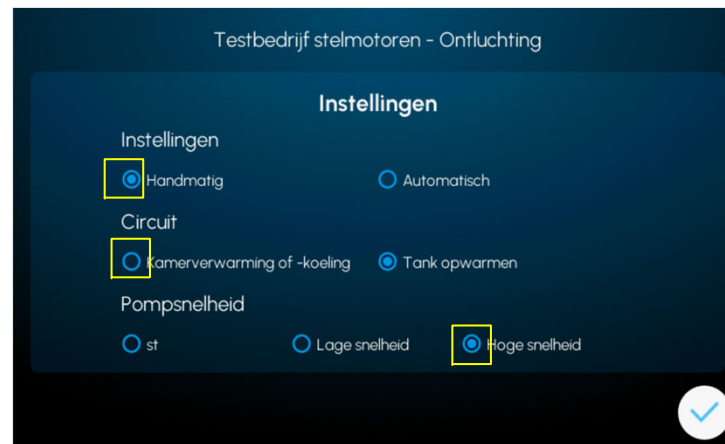 Testbedrijf stelmotoren - Ontluchting
Instellingen
Instellingen
Handmatig Automatisch
Circuit
Kamerverwarming of -koeling Tank opwarmen
Pompsnelheid
st Lage snelheid Hoge snelheid